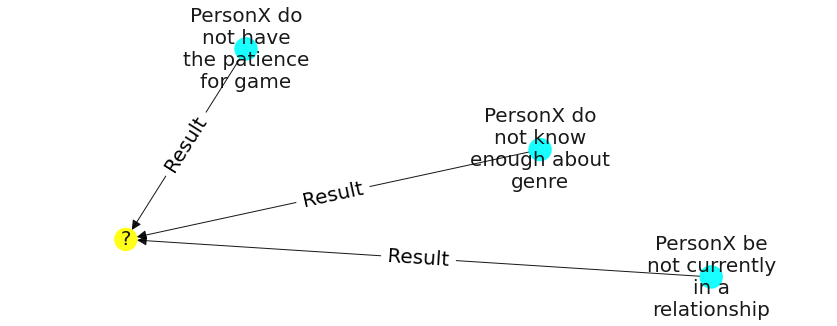 PersonX do
not have
the patience
for game
Result
PersonX do
not know
enough about
genre
Result
?
Result
PersonX be
not currently
in a
relationship